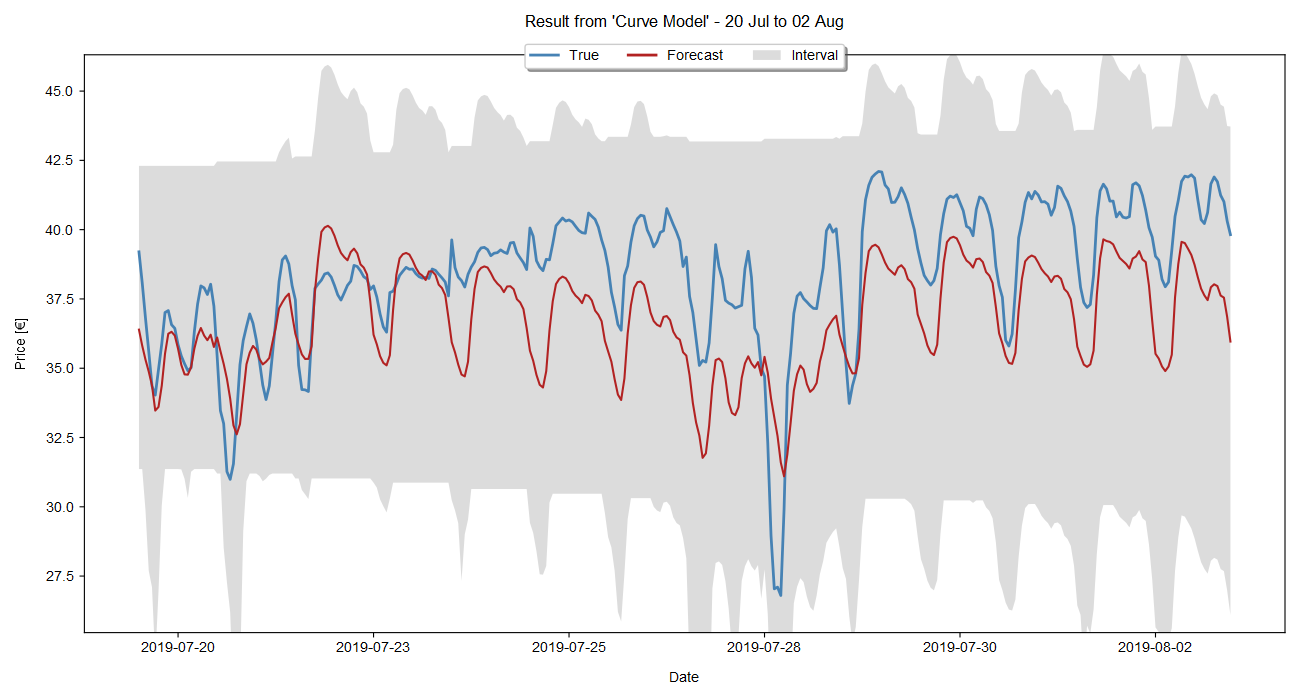 Result from 'Curve Model' - 20 Jul to 02 Aug
True Forecast Interval
45.0
42.5
40.0
37.5
35.0
32.5
30.0
27.5
Price [€]
2019-07-20 2019-07-23 2019-07-25 2019-07-28 2019-07-30 2019-08-02
Date